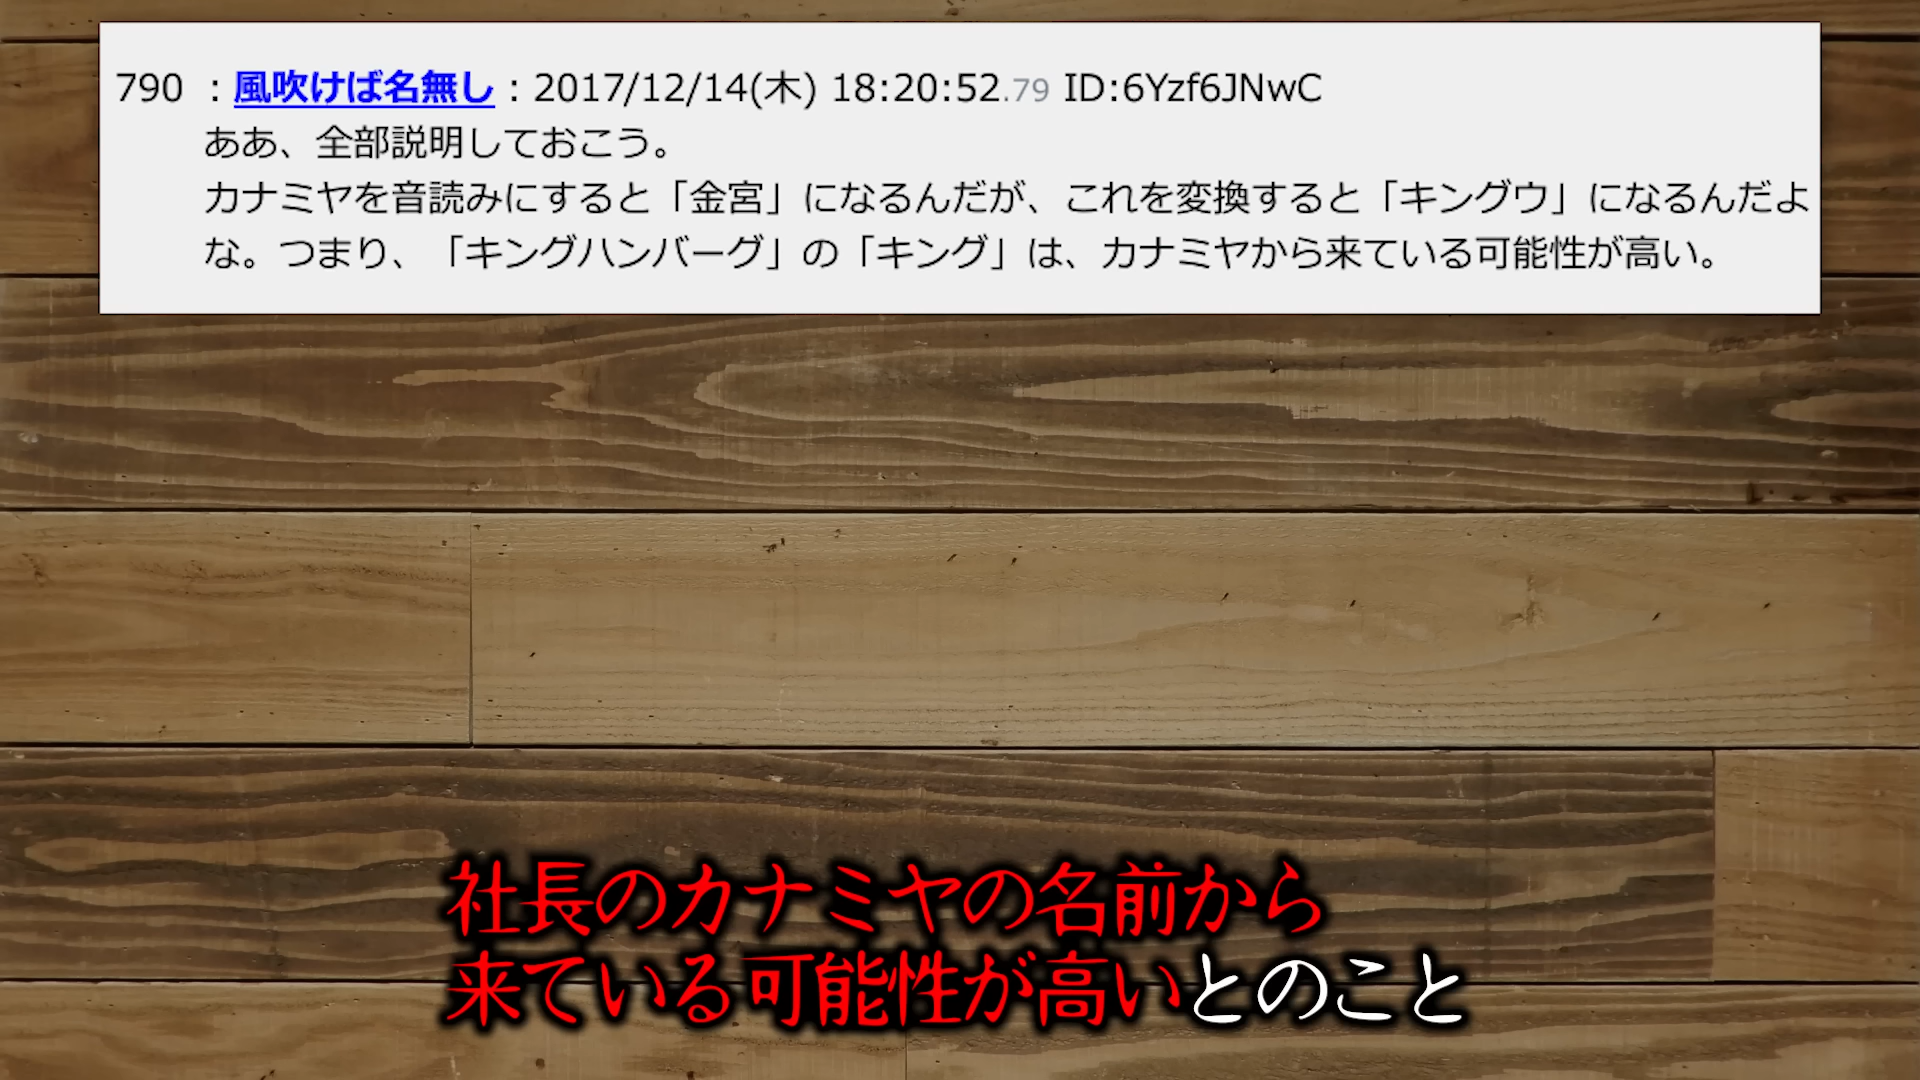 790 ：風吹けば名無し：2017/12/14(木) 18:20:52.79 ID:6Yzf6JNwC
ああ、全部説明しておこう。
カナミヤを音読みにすると「金宮」になるんだが、これを変換すると「キングウ」になるんだよ
な。つまり、「キングハンバーグ」の「キング」は、カナミヤから来ている可能性が高い。
社長のカナミヤの名前から
来ている可能性が高いとのこと